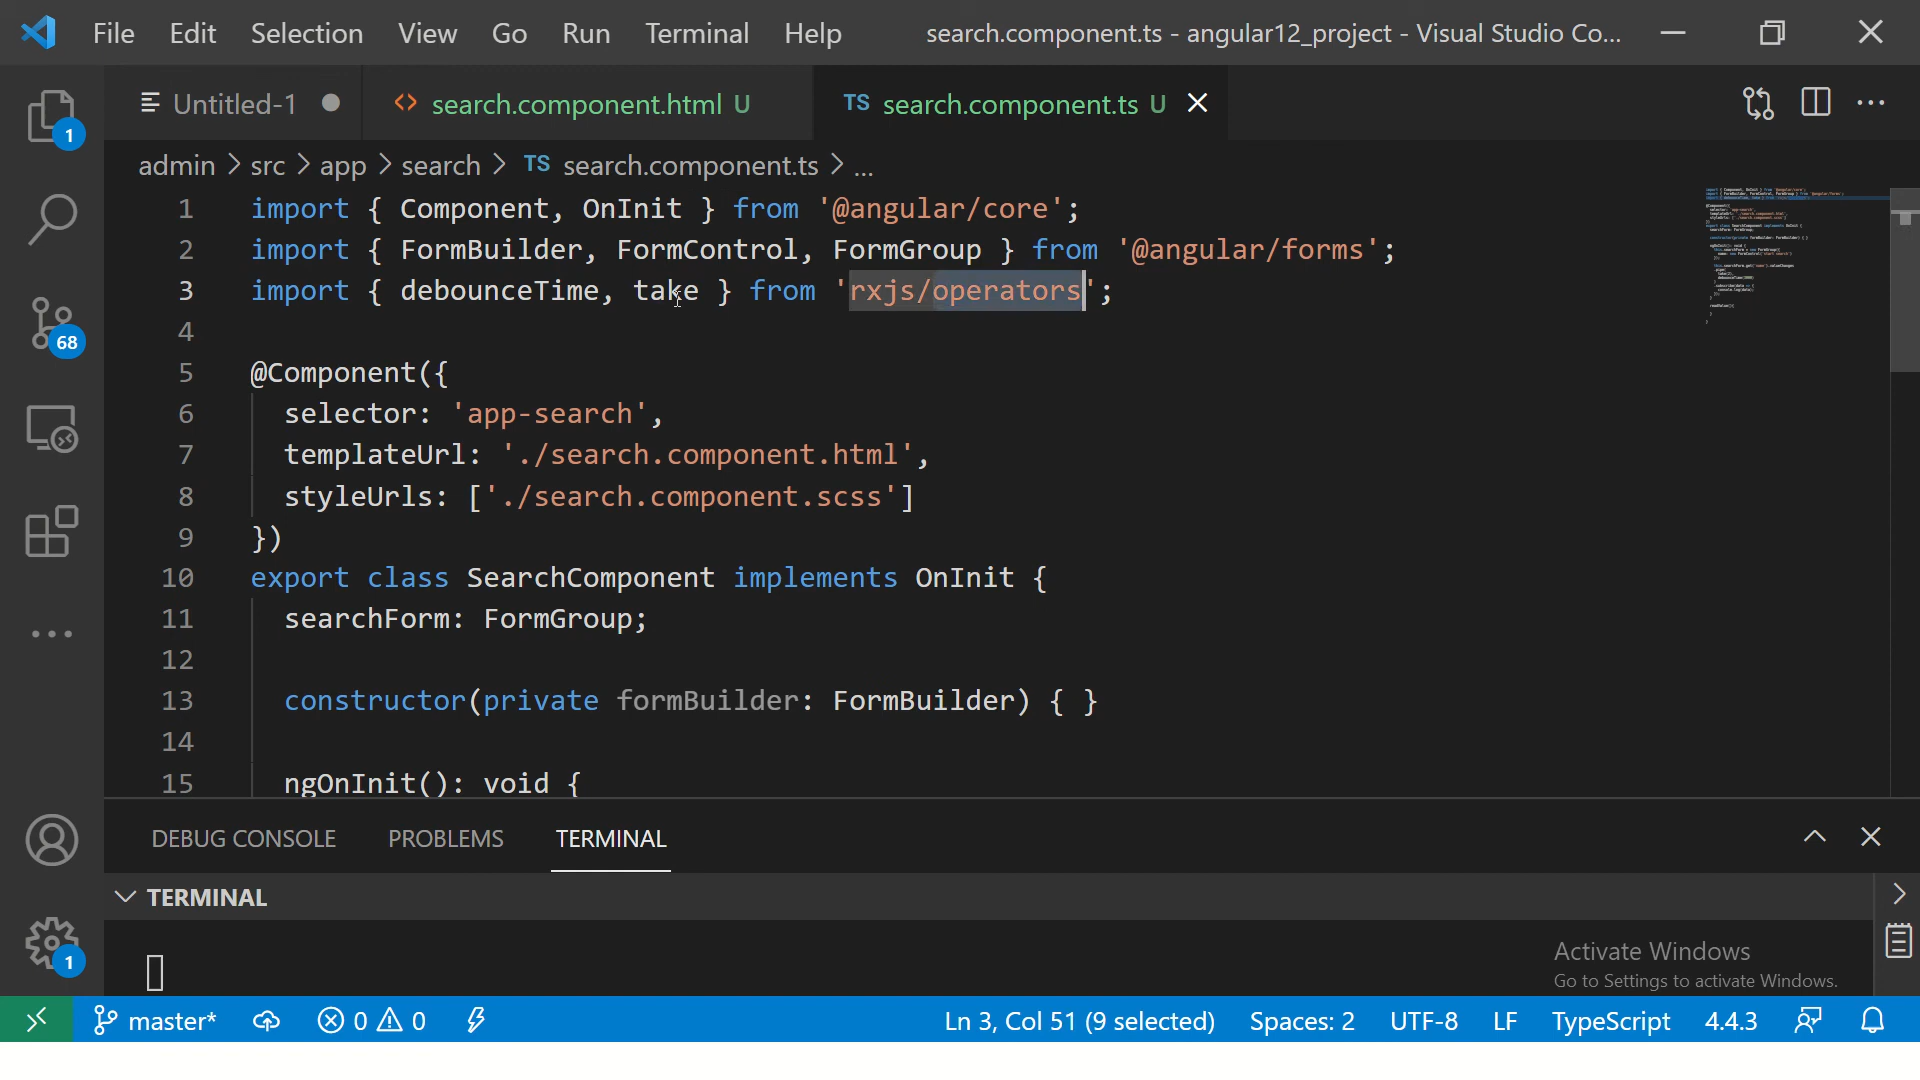 File Edit Selection View Go Run Terminal Help search.component.ts - angular12_project - Visual Studio Co...
Untitled-1 search.component.html U TS search.component.ts U
admin > src > app > search > TS search.component.ts > ...
1 import { Component, OnInit } from '@angular/core';
2 import { FormBuilder, FormControl, FormGroup } from '@angular/forms';
3 import { debounceTime, take } from 'rxjs/operators';
4
5 @Component({
6 selector: 'app-search',
7 templateUrl: './search.component.html',
8 styleUrls: ['./search.component.scss']
9 })
10 export class SearchComponent implements OnInit {
11 searchForm: FormGroup;
12
13 constructor(private formBuilder: FormBuilder) { }
14
15 ngOnInit(): void {
1
68
1
DEBUG CONSOLE PROBLEMS TERMINAL
TERMINAL
Activate Windows
Go to Settings to activate Windows.
master* 0 0 Ln 3, Col 51 (9 selected) Spaces: 2 UTF-8 LF TypeScript 4.4.3